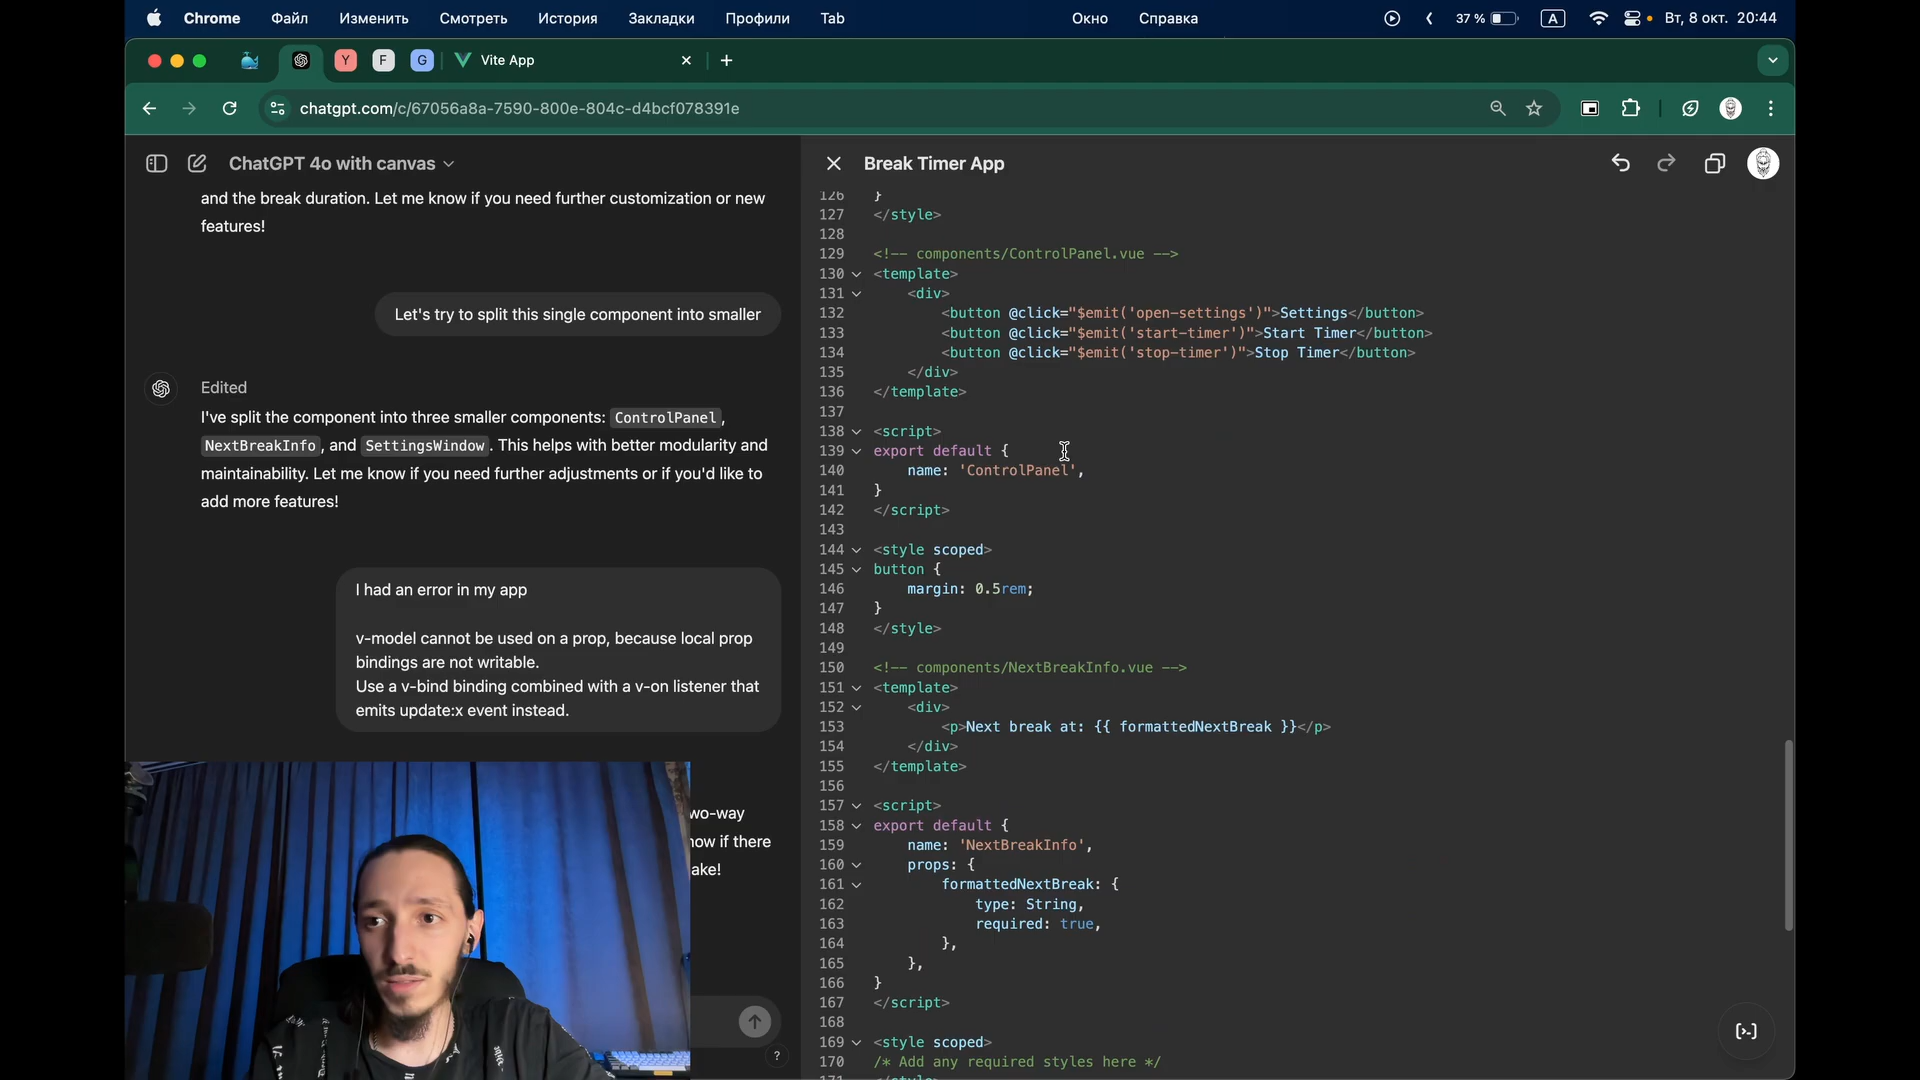 Chrome Файл Изменить Смотреть История Закладки Профили Tab Окно Справка 37 % A Вт, 8 окт. 20:44
Y F G Vite App
chatgpt.com/c/67056a8a-7590-800e-804c-d4bcf078391e
ChatGPT 4o with canvas
and the break duration. Let me know if you need further customization or new
features!
Let's try to split this single component into smaller
Edited
I've split the component into three smaller components: ControlPanel,
NextBreakInfo, and SettingsWindow. This helps with better modularity and
maintainability. Let me know if you need further adjustments or if you'd like to
add more features!
I had an error in my app
v-model cannot be used on a prop, because local prop
bindings are not writable.
Use a v-bind binding combined with a v-on listener that
emits update:x event instead.
wo-way
now if there
ake!
?
Break Timer App
126 }
127 </style>
128
129 <!-- components/ControlPanel.vue -->
130 <template>
131 <div>
132 <button @click="$emit('open-settings')">Settings</button>
133 <button @click="$emit('start-timer')">Start Timer</button>
134 <button @click="$emit('stop-timer')">Stop Timer</button>
135 </div>
136 </template>
137
138 <script>
139 export default {
140 name: 'ControlPanel',
141 }
142 </script>
143
144 <style scoped>
145 button {
146 margin: 0.5rem;
147 }
148 </style>
149
150 <!-- components/NextBreakInfo.vue -->
151 <template>
152 <div>
153 <p>Next break at: {{ formattedNextBreak }}</p>
154 </div>
155 </template>
156
157 <script>
158 export default {
159 name: 'NextBreakInfo',
160 props: {
161 formattedNextBreak: {
162 type: String,
163 required: true,
164 },
165 },
166 }
167 </script>
168
169 <style scoped>
170 /* Add any required styles here */